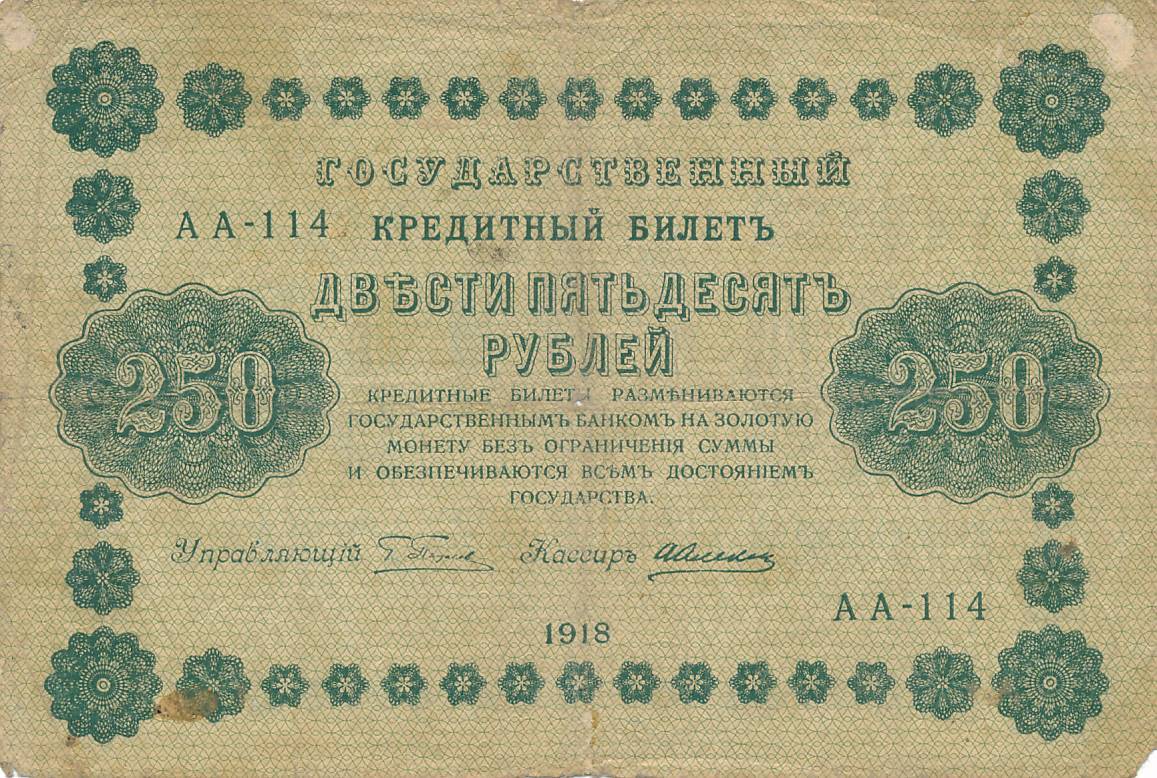 ГОСУДАРСТВЕННЫЙ
АА-114 КРЕДИТНЫЙ БИЛЕТЪ
ДВѢСТИ ПЯТЬДЕСЯТЪ
РУБЛЕЙ
250 250
КРЕДИТНЫЕ БИЛЕТЫ РАЗМѢНИВАЮТСЯ
ГОСУДАРСТВЕННЫМЪ БАНКОМЪ НА ЗОЛОТУЮ
МОНЕТУ БЕЗЪ ОГРАНИЧЕНІЯ СУММЫ
И ОБЕЗПЕЧИВАЮТСЯ ВСѢМЪ ДОСТОЯНІЕМЪ
ГОСУДАРСТВА.
Управляющій Кассиръ
АА-114
1918